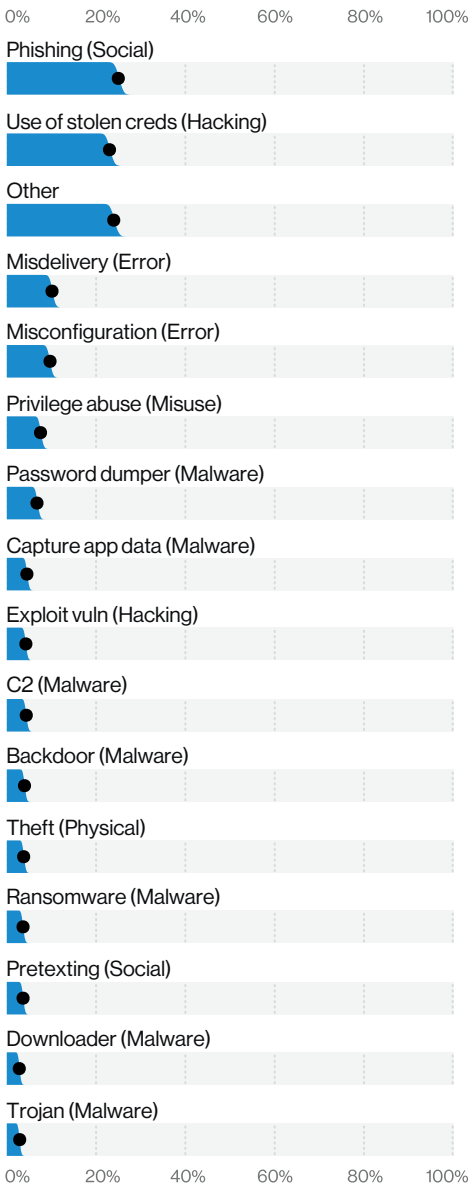 0% 20% 40% 60% 80% 100%
Phishing (Social)
Use of stolen creds (Hacking)
Other
Misdelivery (Error)
Misconfiguration (Error)
Privilege abuse (Misuse)
Password dumper (Malware)
Capture app data (Malware)
Exploit vuln (Hacking)
C2 (Malware)
Backdoor (Malware)
Theft (Physical)
Ransomware (Malware)
Pretexting (Social)
Downloader (Malware)
Trojan (Malware)
0% 20% 40% 60% 80% 100%